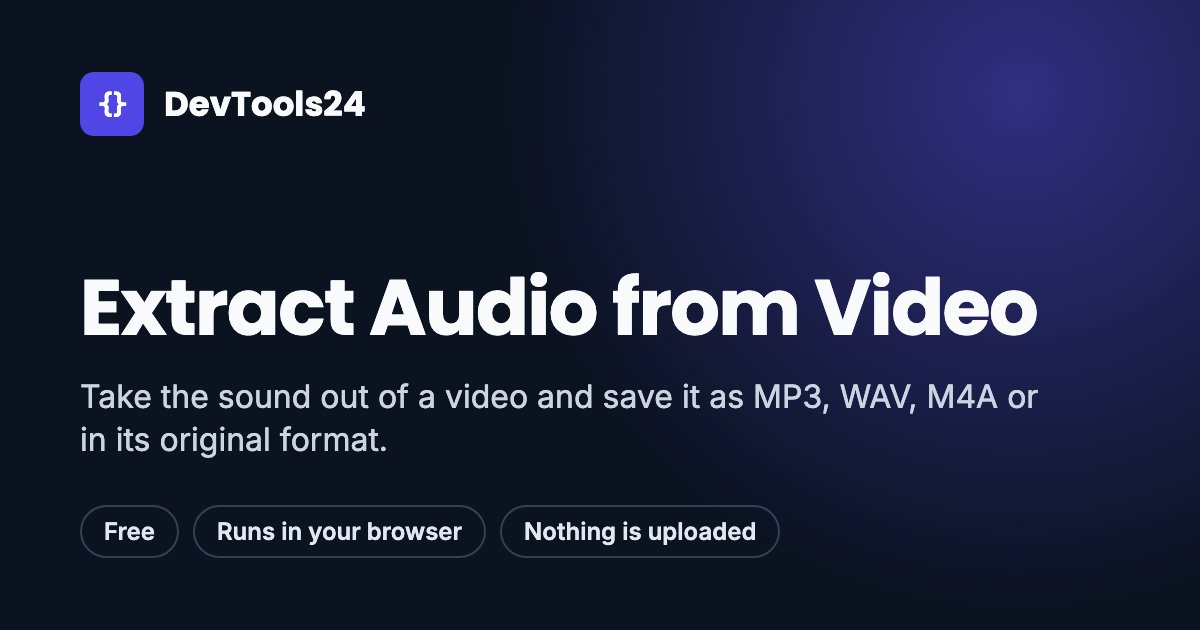 {} DevTools24
Extract Audio from Video
Take the sound out of a video and save it as MP3, WAV, M4A or
in its original format.
Free
Runs in your browser
Nothing is uploaded